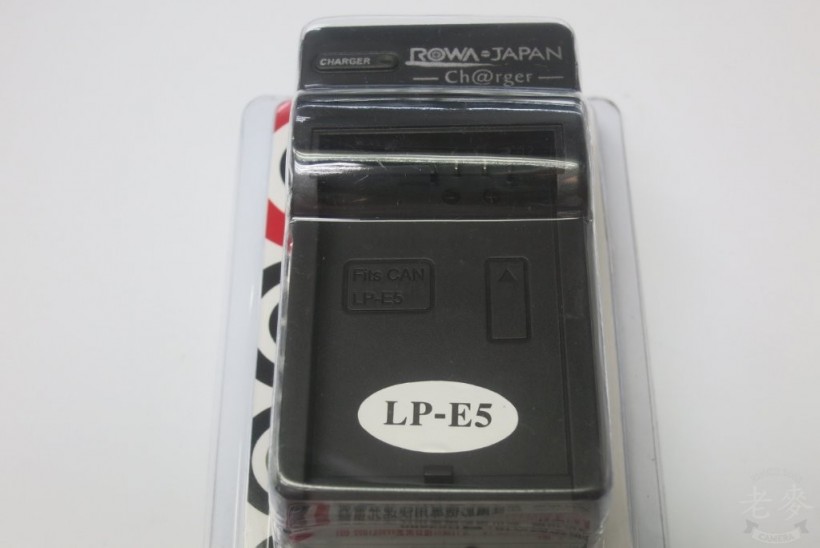 ROWA JAPAN
CHARGER
Ch@rger
Fits CAN
LP-E5
LP-E5
老麥